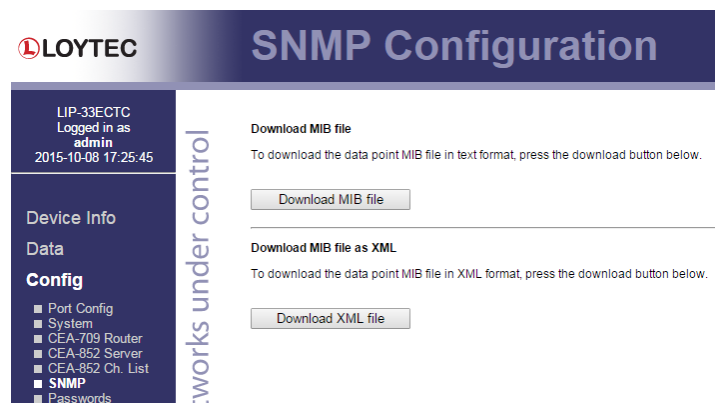 LOYTEC
SNMP Configuration
LIP-33ECTC
Logged in as
admin
2015-10-08 17:25:45
Device Info
Data
Config
Port Config
System
CEA-709 Router
CEA-852 Server
CEA-852 Ch. List
SNMP
Passwords
under control
Download MIB file
To download the data point MIB file in text format, press the download button below.
Download MIB file
Download MIB file as XML
To download the data point MIB file in XML format, press the download button below.
Download XML file